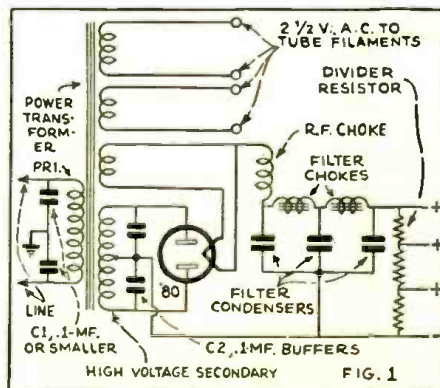 2 1/2 V. A.C. TO
TUBE FILAMENTS
DIVIDER
RESISTOR
POWER
TRANS-
FORM-
ER
R.F. CHOKE
FILTER
CHOKES
PRI.
'80
FILTER
CONDENSERS
LINE
C1, .1-MF.
OR SMALLER
C2, .1-MF. BUFFERS
HIGH VOLTAGE SECONDARY
FIG. 1